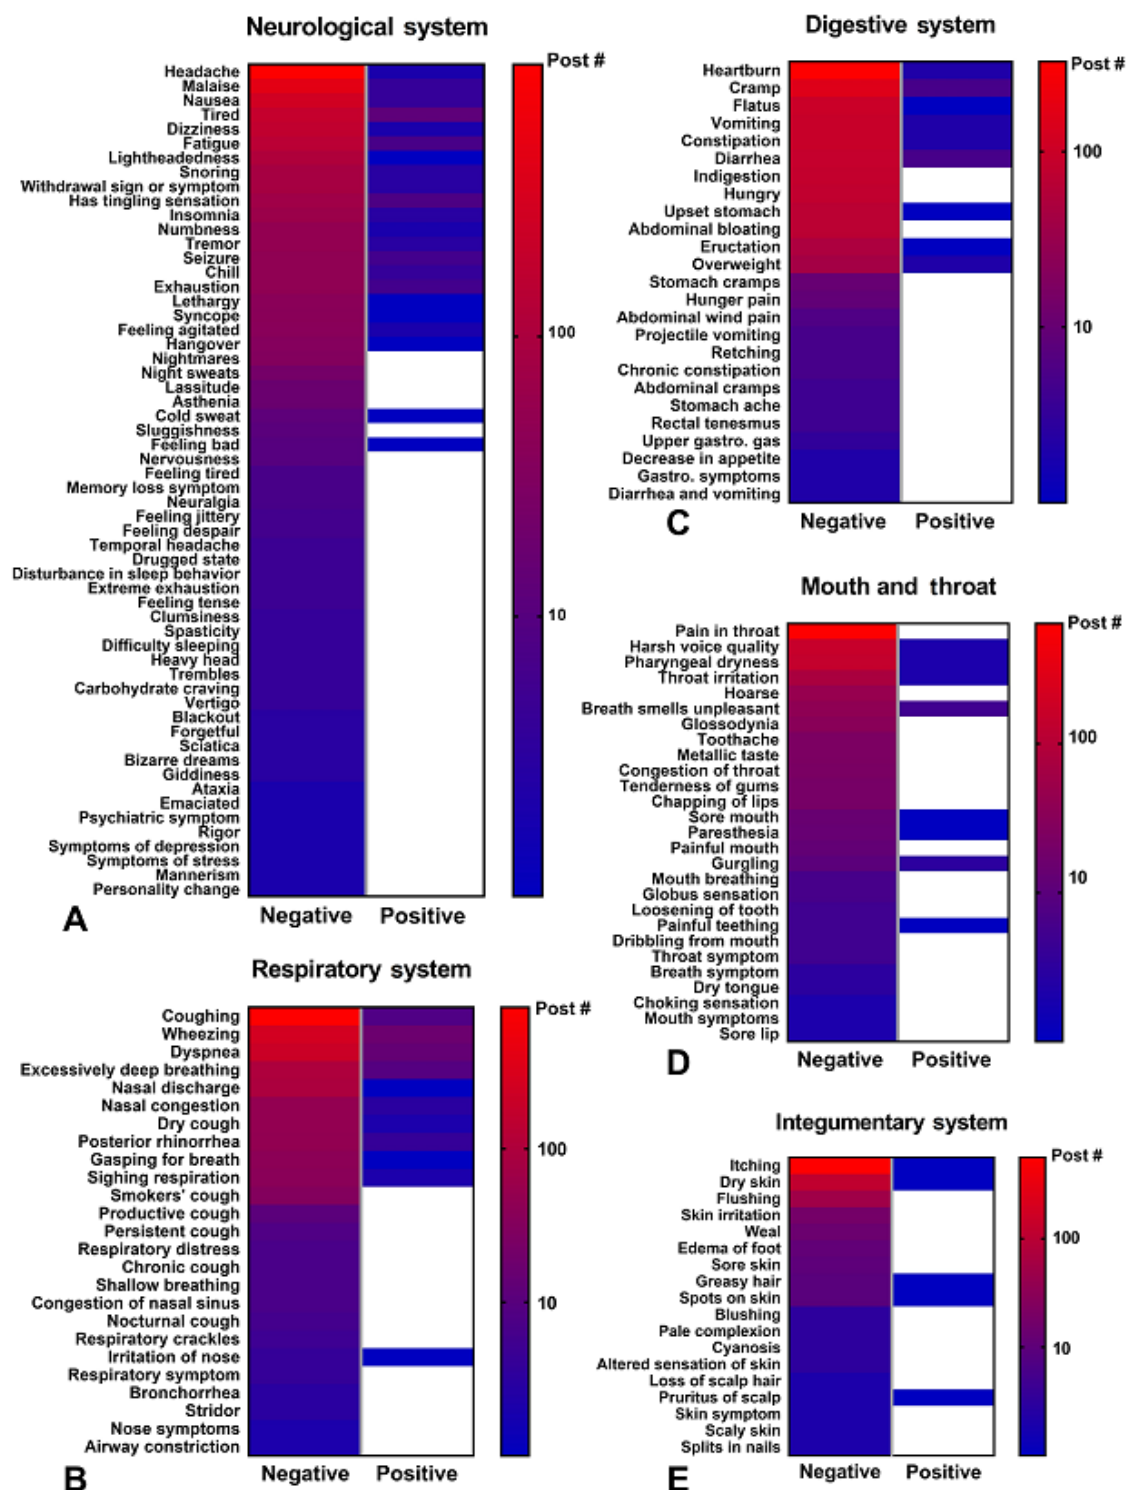 Neurological system
Post #
Headache
Malaise
Nausea
Tired
Dizziness
Fatigue
Lightheadedness
Snoring
Withdrawal sign or symptom
Has tingling sensation
Insomnia
Numbness
Tremor
Seizure
Chill
Exhaustion
Lethargy
Syncope
Feeling agitated
Hangover
Nightmares
Night sweats
Lassitude
Asthenia
Cold sweat
Sluggishness
Feeling bad
Nervousness
Feeling tired
Memory loss symptom
Neuralgia
Feeling jittery
Feeling despair
Temporal headache
Drugged state
Disturbance in sleep behavior
Extreme exhaustion
Feeling tense
Clumsiness
Spasticity
Difficulty sleeping
Heavy head
Trembles
Carbohydrate craving
Vertigo
Blackout
Forgetful
Sciatica
Bizarre dreams
Giddiness
Ataxia
Emaciated
Psychiatric symptom
Rigor
Symptoms of depression
Symptoms of stress
Mannerism
Personality change
100
10
Negative Positive
A
Respiratory system
Post #
Coughing
Wheezing
Dyspnea
Excessively deep breathing
Nasal discharge
Nasal congestion
Dry cough
Posterior rhinorrhea
Gasping for breath
Sighing respiration
Smokers' cough
Productive cough
Persistent cough
Respiratory distress
Chronic cough
Shallow breathing
Congestion of nasal sinus
Nocturnal cough
Respiratory crackles
Irritation of nose
Respiratory symptom
Bronchorrhea
Stridor
Nose symptoms
Airway constriction
100
10
Negative Positive
B
Digestive system
Post #
Heartburn
Cramp
Flatus
Vomiting
Constipation
Diarrhea
Indigestion
Hungry
Upset stomach
Abdominal bloating
Eructation
Overweight
Stomach cramps
Hunger pain
Abdominal wind pain
Projectile vomiting
Retching
Chronic constipation
Abdominal cramps
Stomach ache
Rectal tenesmus
Upper gastro. gas
Decrease in appetite
Gastro. symptoms
Diarrhea and vomiting
100
10
Negative Positive
C
Mouth and throat
Post #
Pain in throat
Harsh voice quality
Pharyngeal dryness
Throat irritation
Hoarse
Breath smells unpleasant
Glossodynia
Toothache
Metallic taste
Congestion of throat
Tenderness of gums
Chapping of lips
Sore mouth
Paresthesia
Painful mouth
Gurgling
Mouth breathing
Globus sensation
Loosening of tooth
Painful teething
Dribbling from mouth
Throat symptom
Breath symptom
Dry tongue
Choking sensation
Mouth symptoms
Sore lip
100
10
Negative Positive
D
Integumentary system
Post #
Itching
Dry skin
Flushing
Skin irritation
Weal
Edema of foot
Sore skin
Greasy hair
Spots on skin
Blushing
Pale complexion
Cyanosis
Altered sensation of skin
Loss of scalp hair
Pruritus of scalp
Skin symptom
Scaly skin
Splits in nails
100
10
Negative Positive
E